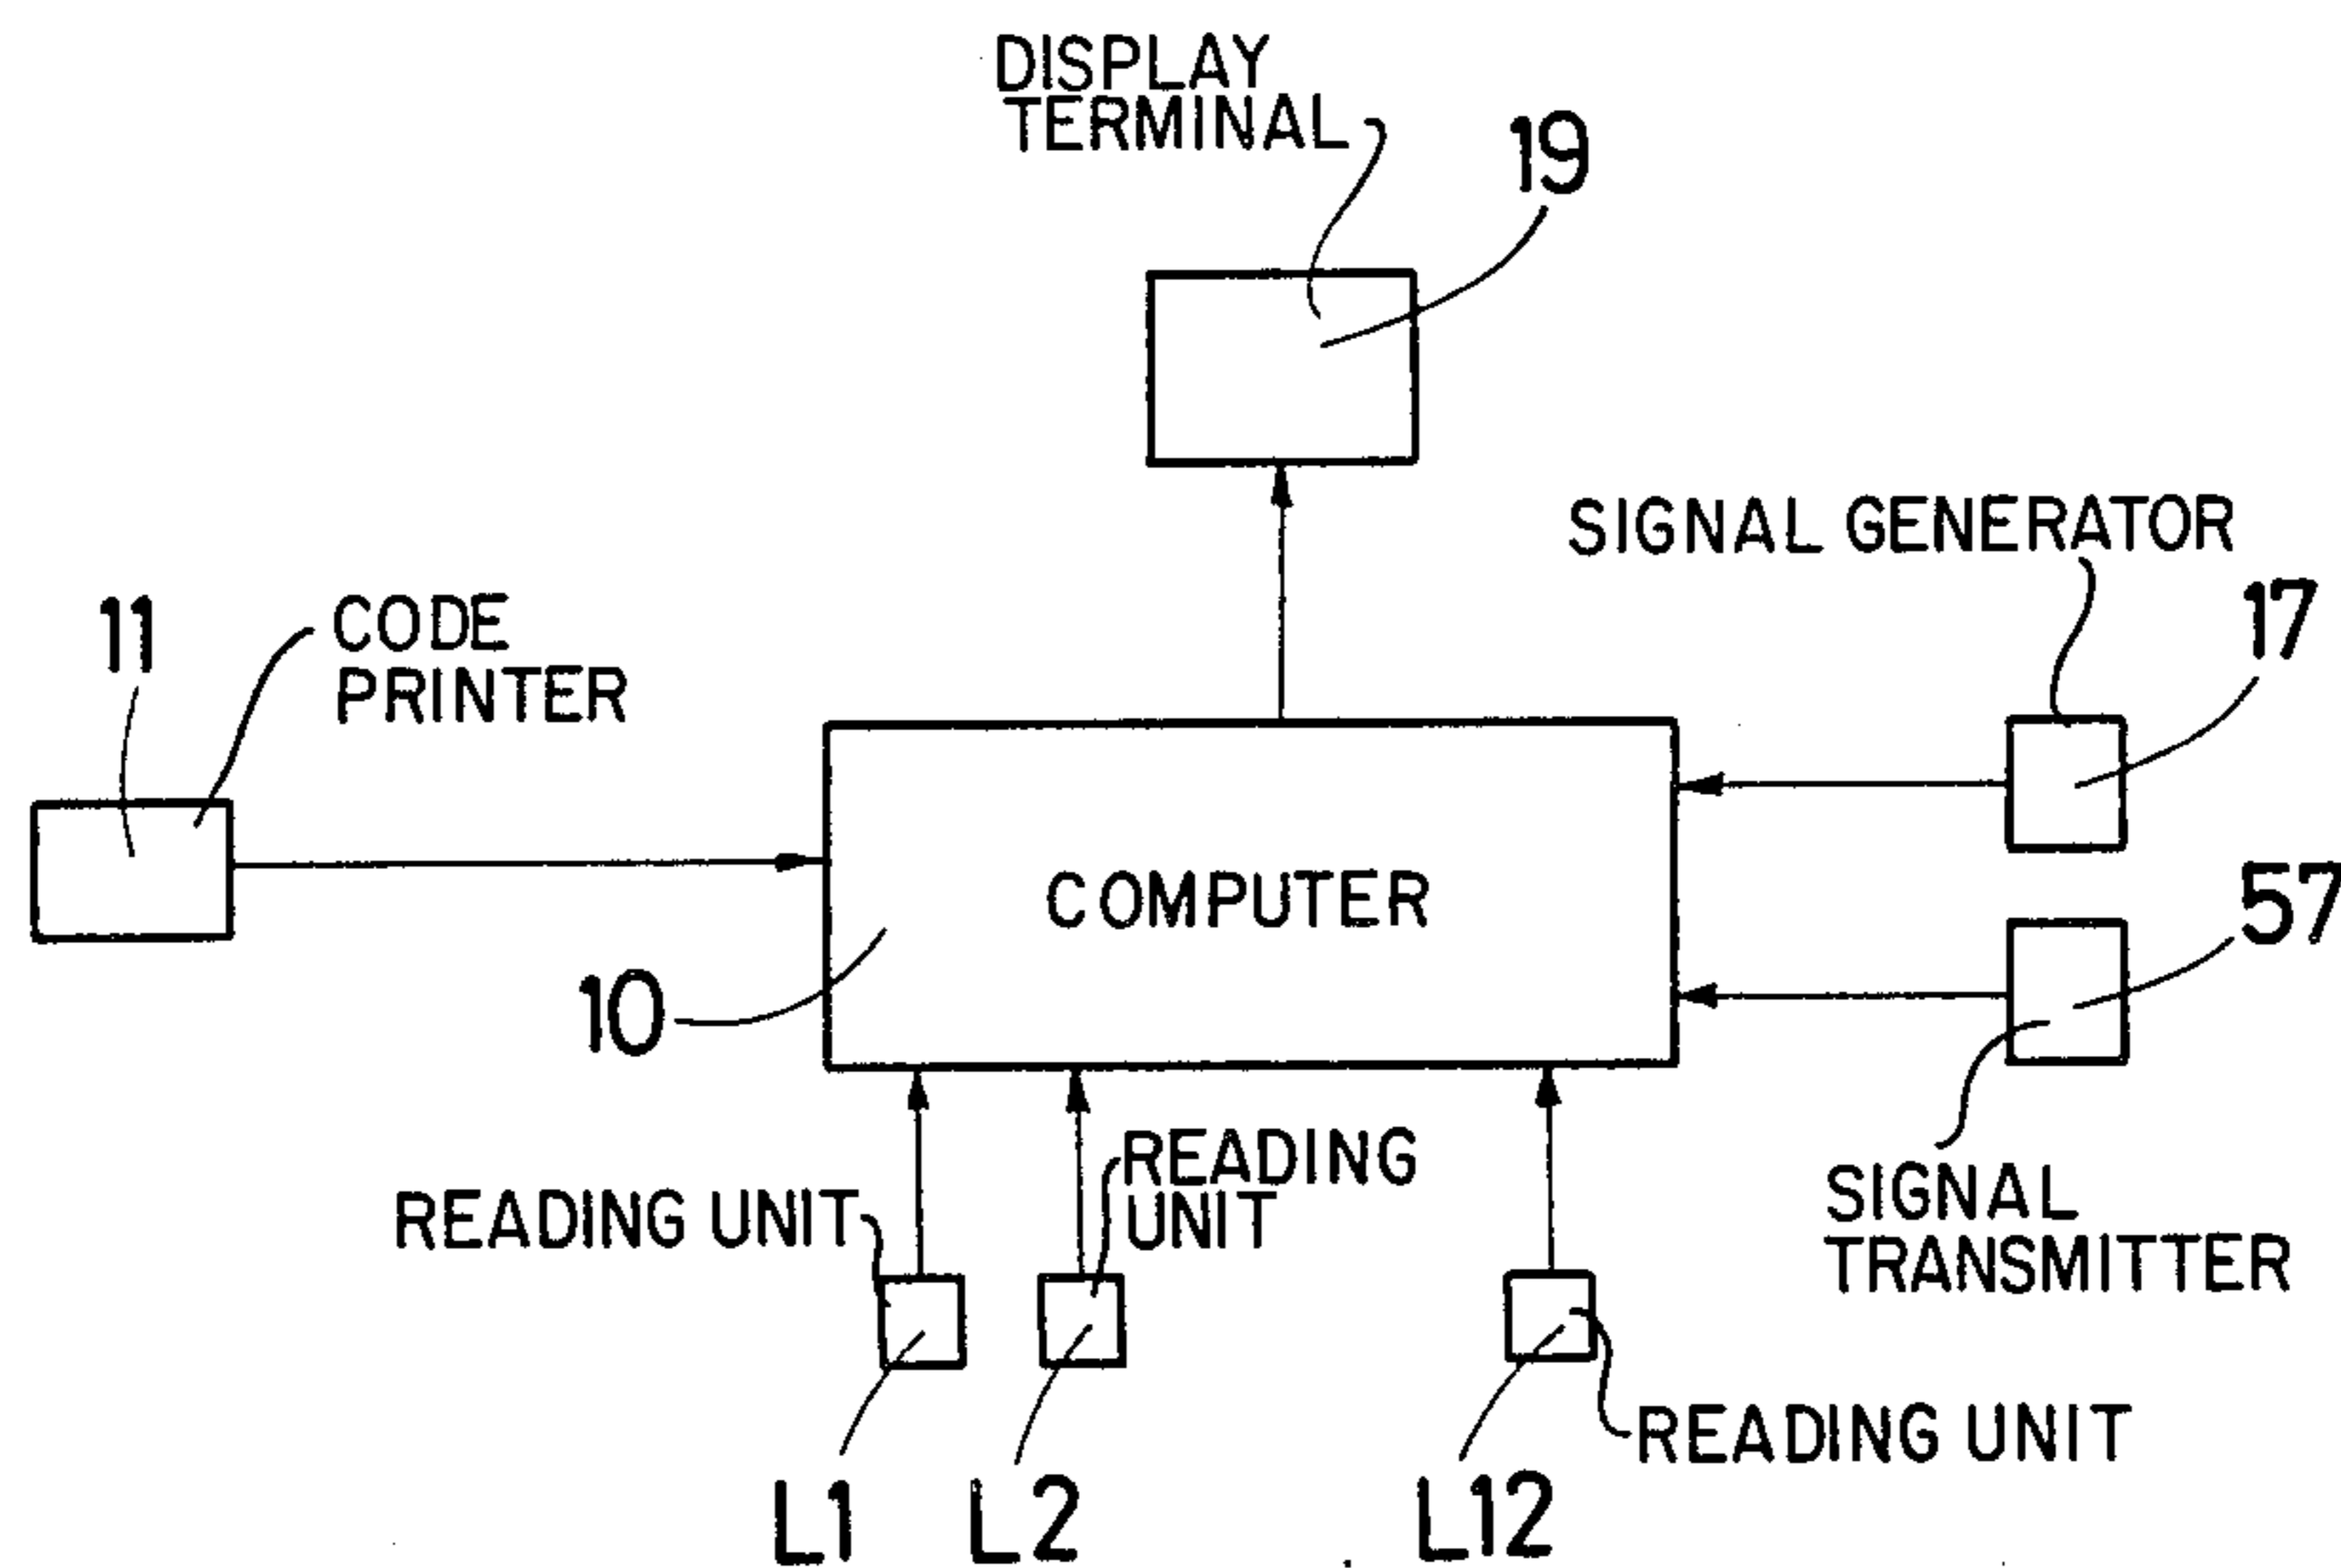 DISPLAY
TERMINAL
19
SIGNAL GENERATOR
17
11
CODE
PRINTER
COMPUTER
57
10
READING UNIT
READING
UNIT
SIGNAL
TRANSMITTER
READING UNIT
L1
L2
L12